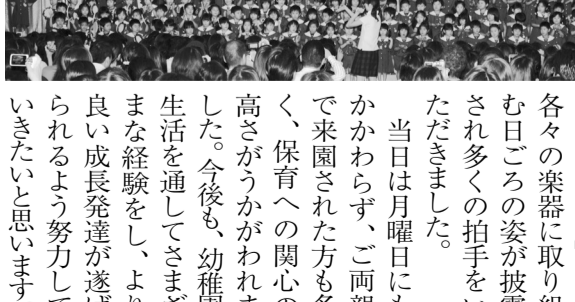 各々の楽器に取り組
む日ごろの姿が披露
され多くの拍手をい
ただきました。
当日は月曜日にも
かかわらず、ご両親
で来園された方も多
く、保育への関心の
高さがうかがわれま
した。今後も、幼稚園
生活を通してさまざ
まな経験をし、より
良い成長発達が遂げ
られるよう努力して
いきたいと思います